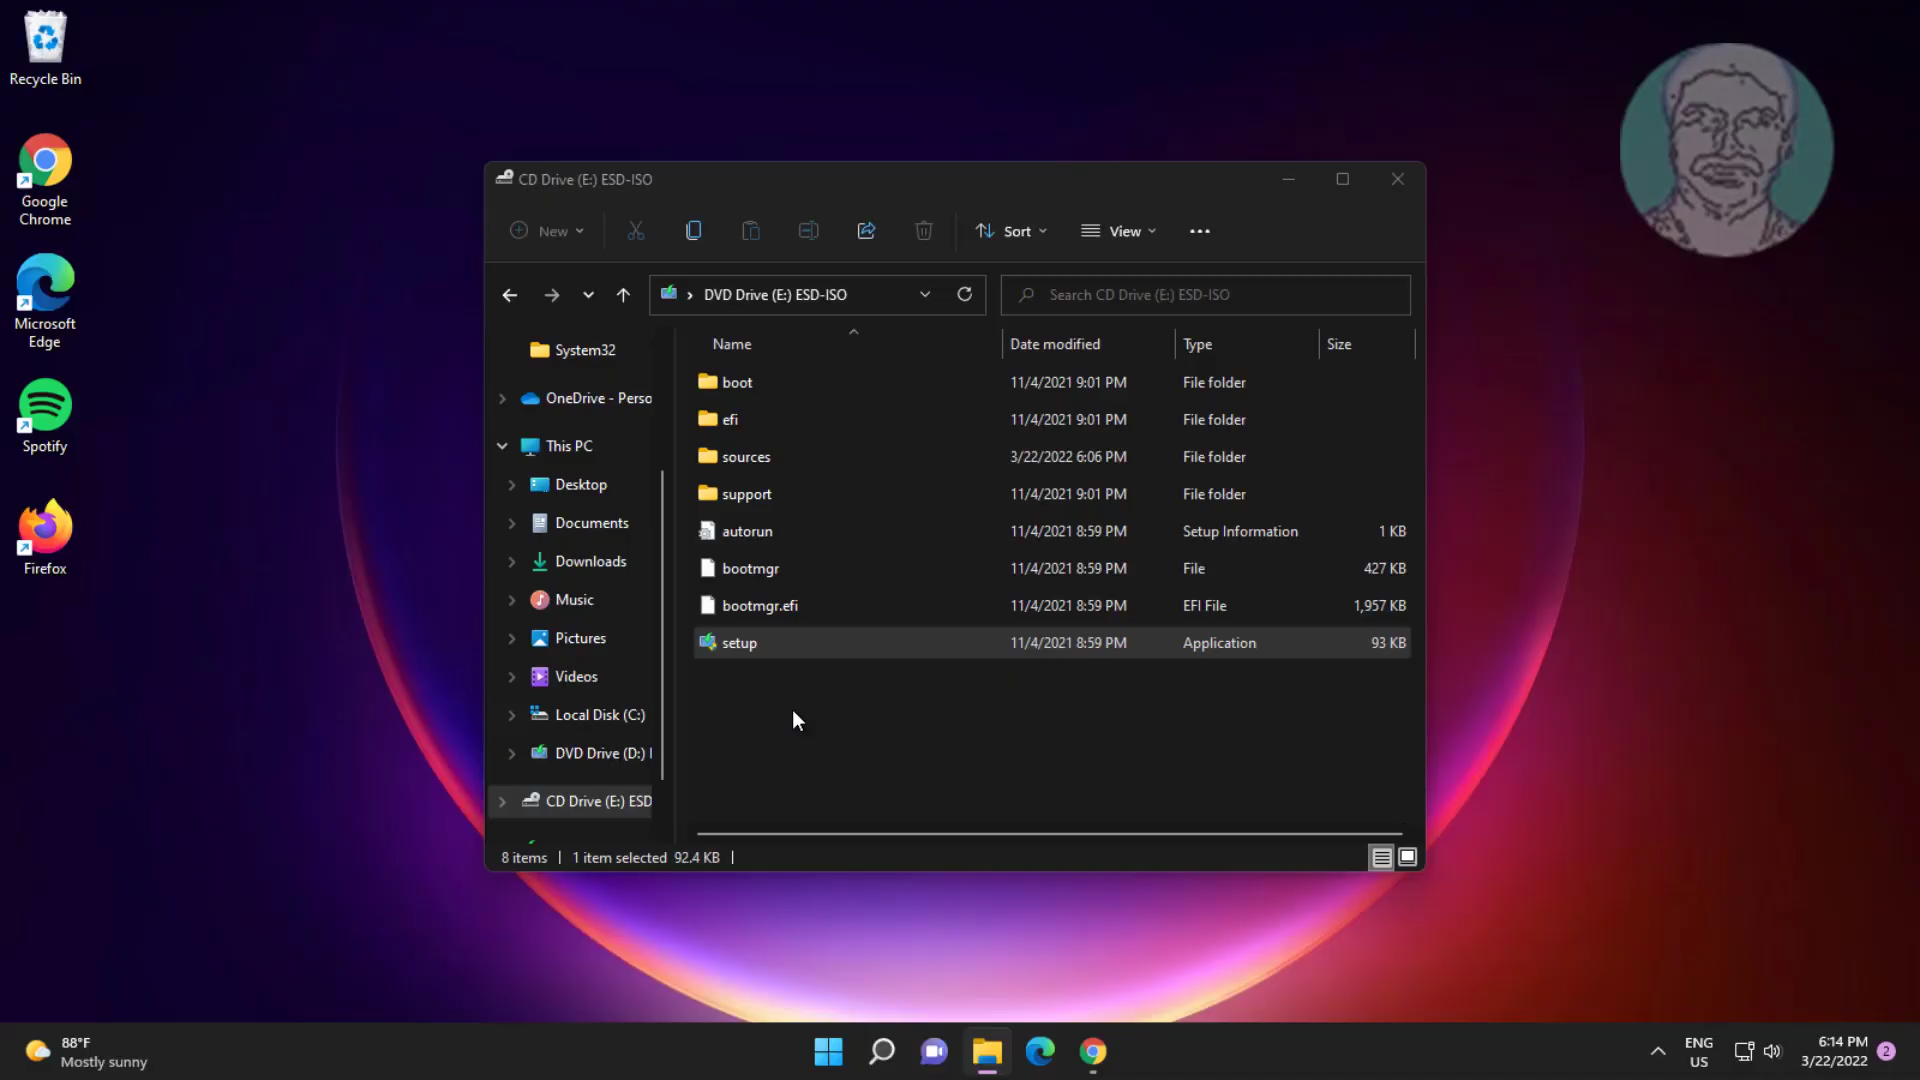 Recycle Bin
Google
Chrome
Microsoft
Edge
Spotify
Firefox
CD Drive (E:) ESD-ISO
New
Sort
View
DVD Drive (E:) ESD-ISO
Search CD Drive (E:) ESD-ISO
System32
OneDrive - Perso
This PC
Desktop
Documents
Downloads
Music
Pictures
Videos
Local Disk (C:)
DVD Drive (D:)
CD Drive (E:) ESD
Name Date modified Type Size
boot 11/4/2021 9:01 PM File folder
efi 11/4/2021 9:01 PM File folder
sources 3/22/2022 6:06 PM File folder
support 11/4/2021 9:01 PM File folder
autorun 11/4/2021 8:59 PM Setup Information 1 KB
bootmgr 11/4/2021 8:59 PM File 427 KB
bootmgr.efi 11/4/2021 8:59 PM EFI File 1,957 KB
setup 11/4/2021 8:59 PM Application 93 KB
8 items 1 item selected 92.4 KB
88°F
Mostly sunny
ENG
US
6:14 PM
3/22/2022
2